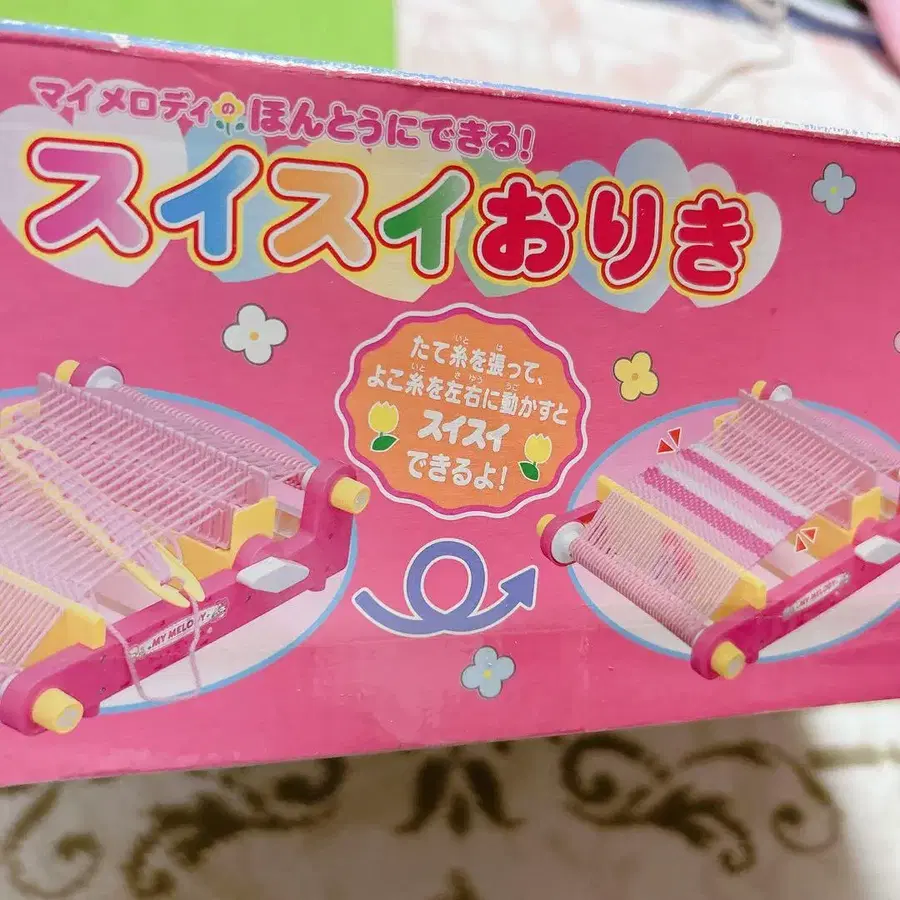 マイメロディの ほんとうにできる!
スイスイおりき
たて糸を張って、
よこ糸を左右に動かすと
スイスイ
できるよ!
MY MELODY
MY MELODY